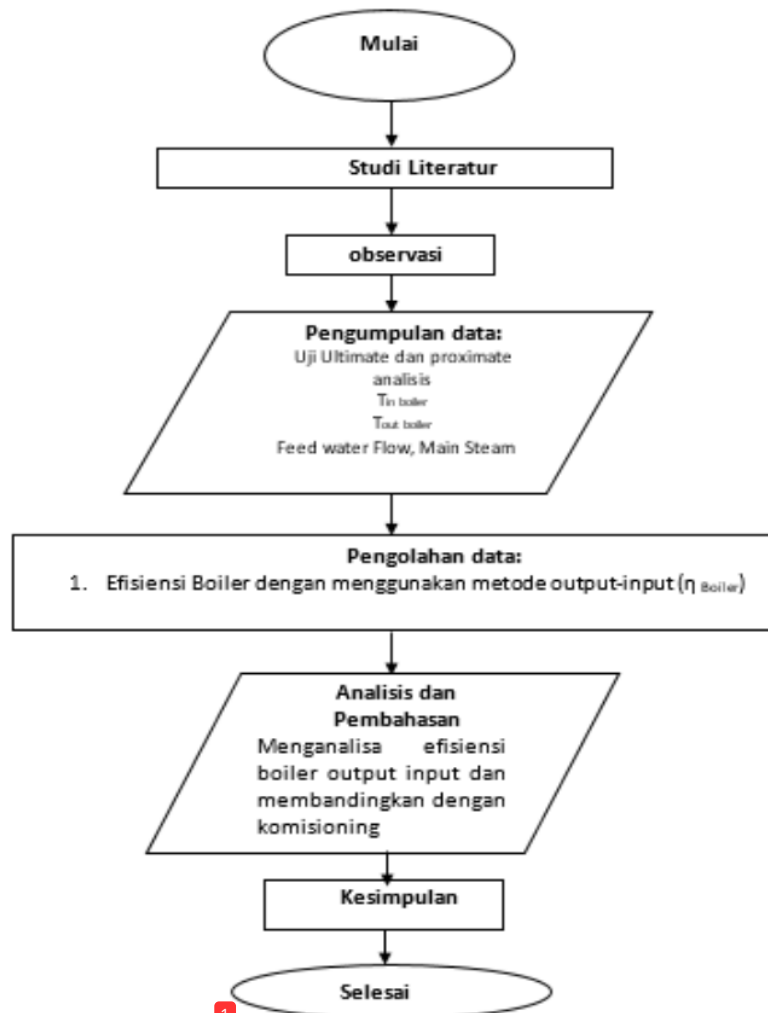 Mulai
Studi Literatur
observasi
Pengumpulan data:
Uji Ultimate dan proximate
analisis
Tin boiler
Tout boiler
Feed water Flow, Main Steam
Pengolahan data:
1. Efisiensi Boiler dengan menggunakan metode output-input (η Boiler)
Analisis dan
Pembahasan
Menganalisa efisiensi
boiler output input dan
membandingkan dengan
komisioning
Kesimpulan
Selesai
1